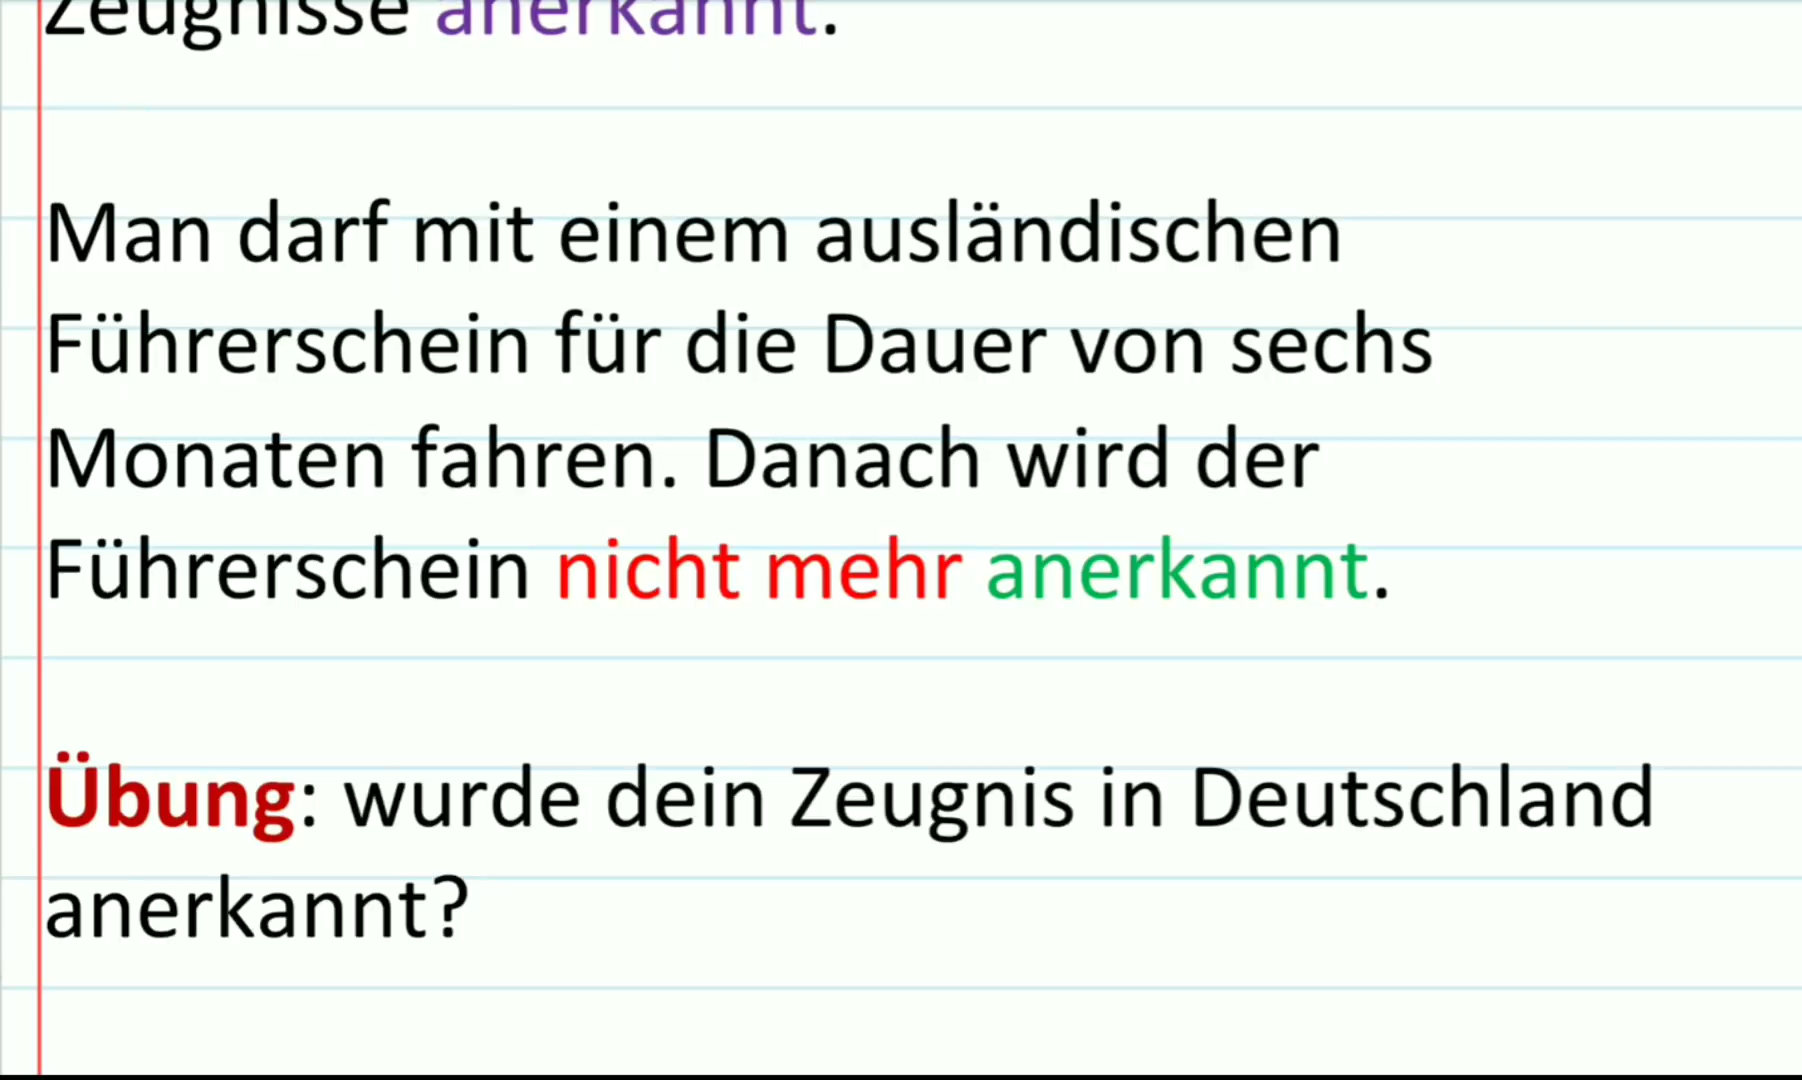 Zeugnisse anerkannt.
Man darf mit einem ausländischen
Führerschein für die Dauer von sechs
Monaten fahren. Danach wird der
Führerschein nicht mehr anerkannt.
Übung: wurde dein Zeugnis in Deutschland
anerkannt?